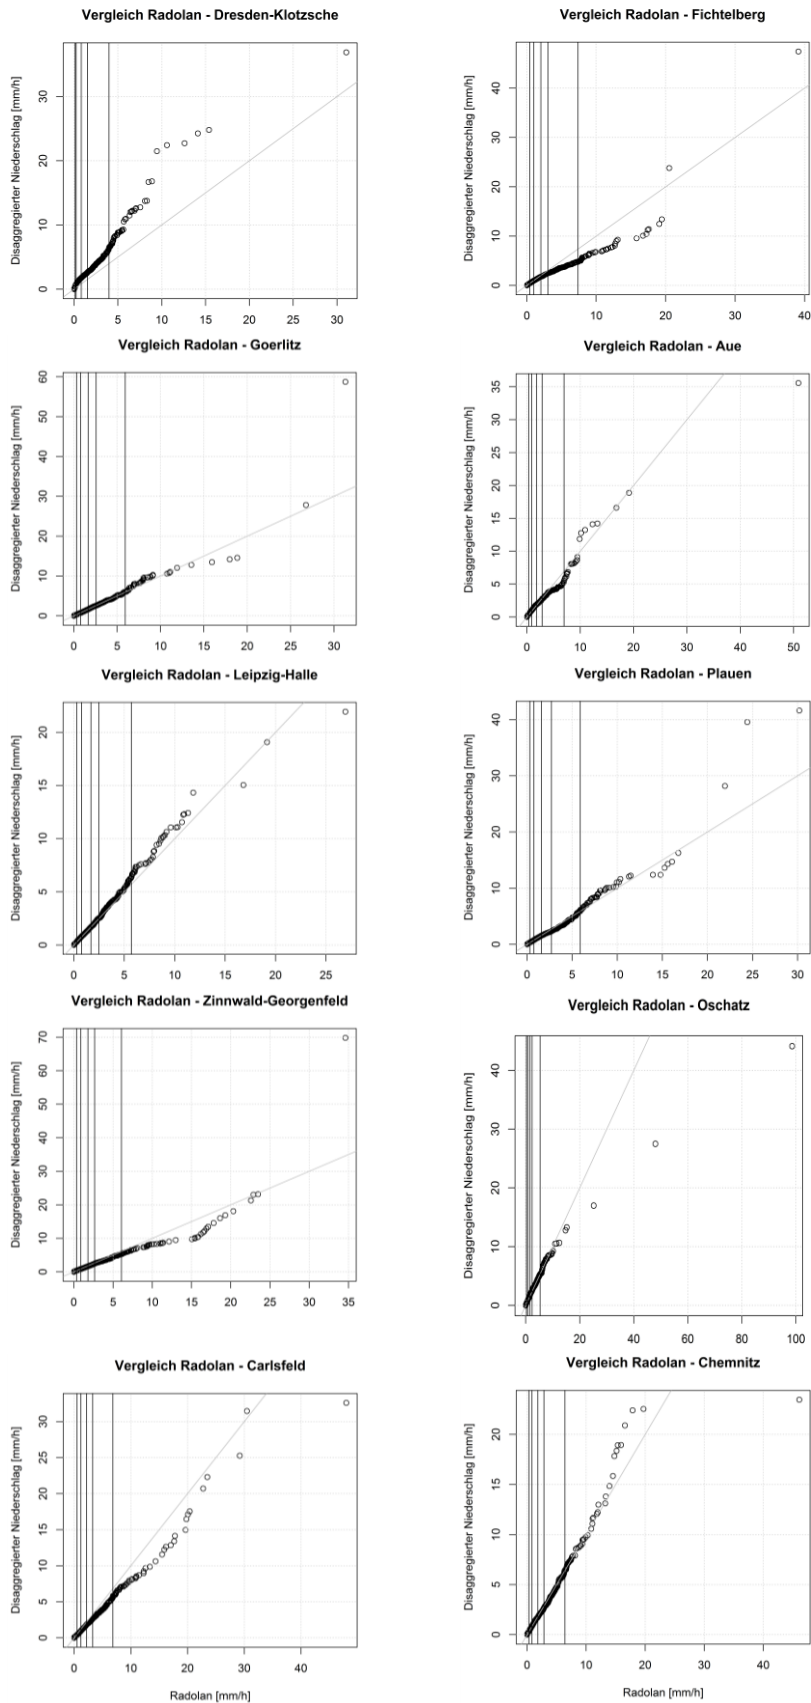 Vergleich Radolan - Dresden-Klotzsche
Disaggregierter Niederschlag [mm/h]
0 10 20 30
0 5 10 15 20 25 30
Vergleich Radolan - Fichtelberg
Disaggregierter Niederschlag [mm/h]
0 10 20 30 40
0 10 20 30 40
Vergleich Radolan - Goerlitz
Disaggregierter Niederschlag [mm/h]
0 10 20 30 40 50 60
0 5 10 15 20 25 30
Vergleich Radolan - Aue
Disaggregierter Niederschlag [mm/h]
0 5 10 15 20 25 30 35
0 10 20 30 40 50
Vergleich Radolan - Leipzig-Halle
Disaggregierter Niederschlag [mm/h]
0 5 10 15 20
0 5 10 15 20 25
Vergleich Radolan - Plauen
Disaggregierter Niederschlag [mm/h]
0 10 20 30 40
0 5 10 15 20 25 30
Vergleich Radolan - Zinnwald-Georgenfeld
Disaggregierter Niederschlag [mm/h]
0 10 20 30 40 50 60 70
0 5 10 15 20 25 30 35
Vergleich Radolan - Oschatz
Disaggregierter Niederschlag [mm/h]
0 10 20 30 40
0 20 40 60 80 100
Vergleich Radolan - Carlsfeld
Disaggregierter Niederschlag [mm/h]
0 5 10 15 20 25 30
0 10 20 30 40
Radolan [mm/h]
Vergleich Radolan - Chemnitz
Disaggregierter Niederschlag [mm/h]
0 5 10 15 20
0 10 20 30 40
Radolan [mm/h]